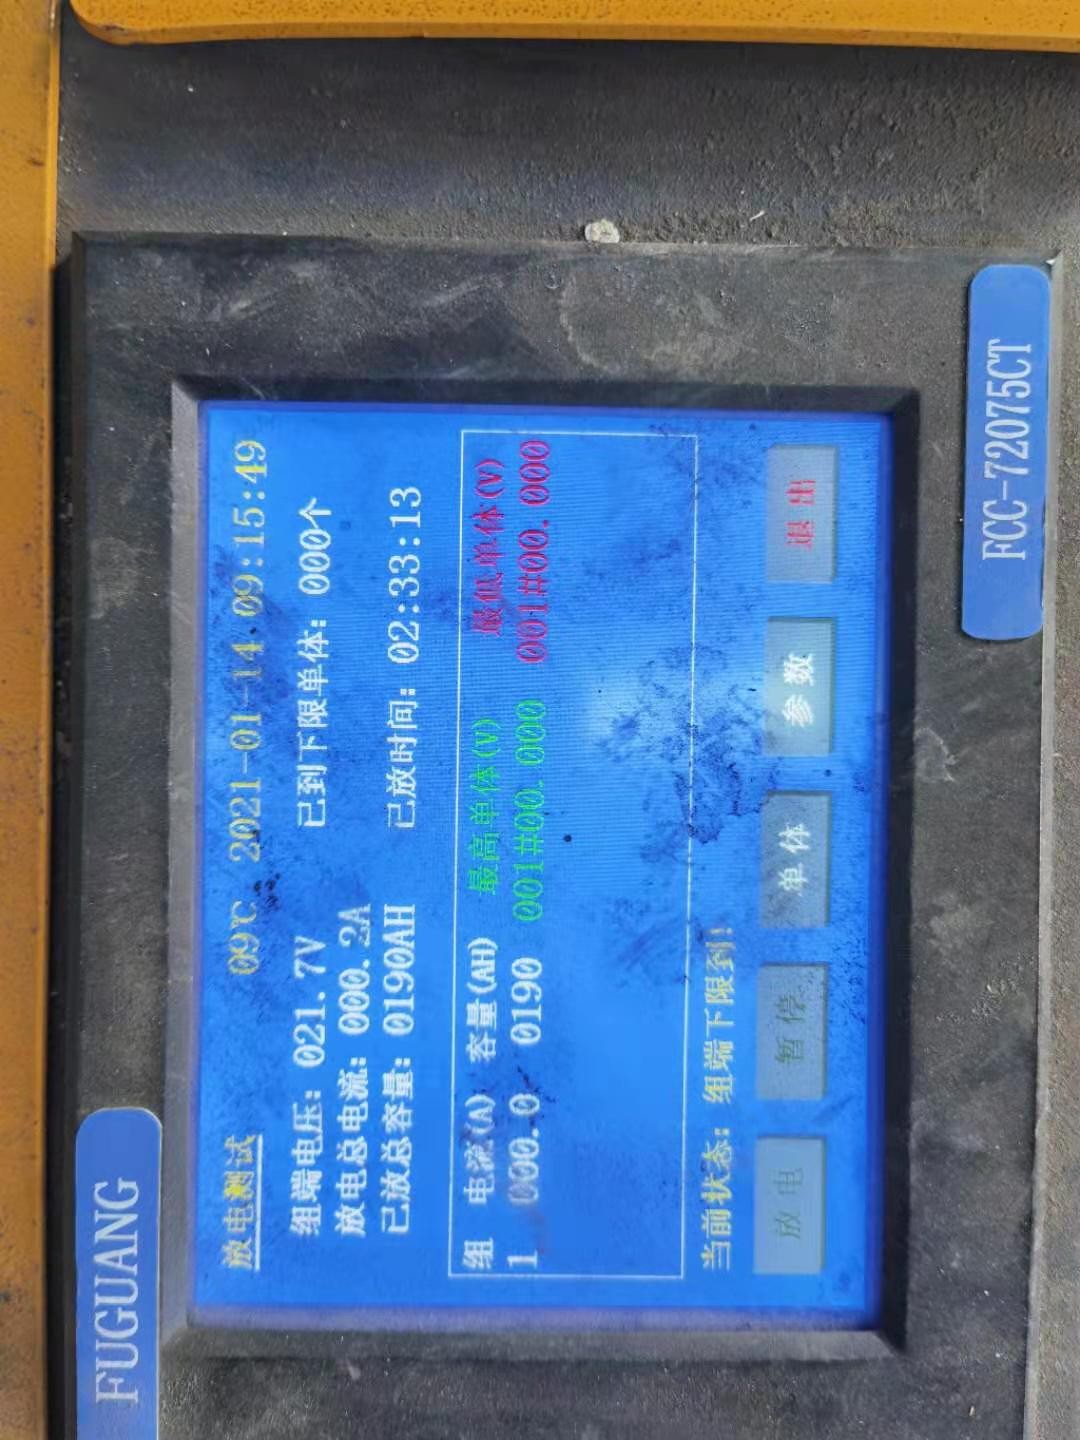 FUGUANG
放电测试 09℃ 2021-01-14 09:15:49
组端电压: 021.7V 已到下限单体: 000个
放电总电流: 000.2A
已放总容量: 0190AH 已放时间: 02:33:13
组 电流(A) 容量(AH) 最高单体(V) 最低单体(V)
1 000.0 0190 001#00.000 001#00.000
当前状态: 组端下限到!
放电 暂停 单体 参数 退出
FCC-72075CT